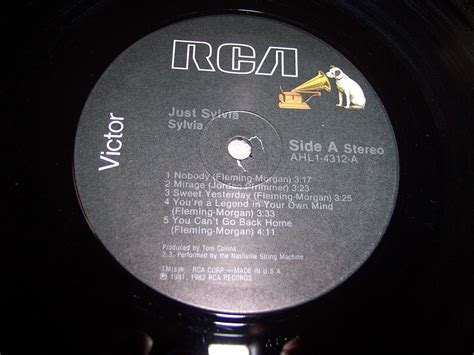 RCA
Victor
Just Sylvia
Sylvia
Side A Stereo
AHL1-4312-A
1 Nobody (Fleming-Morgan) 3:17
2 Mirage (Jordan-Primmer) 3:23
3 Sweet Yesterday (Fleming-Morgan) 3:25
4 You're a Legend in Your Own Mind
(Fleming-Morgan) 3:33
5 You Can't Go Back Home
(Fleming-Morgan) 4:11
Produced by Tom Collins
2, 3, Performed by the Nashville String Machine
TM(s)® RCA CORP.—MADE IN U.S.A.
℗ 1981, 1982 RCA RECORDS